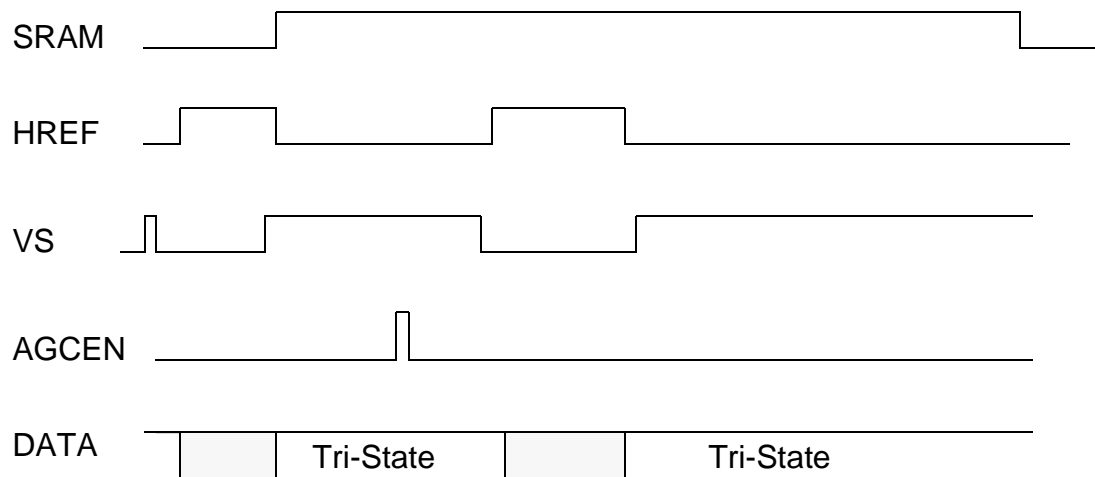 SRAM
HREF
VS
AGCEN
DATA
Tri-State
Tri-State